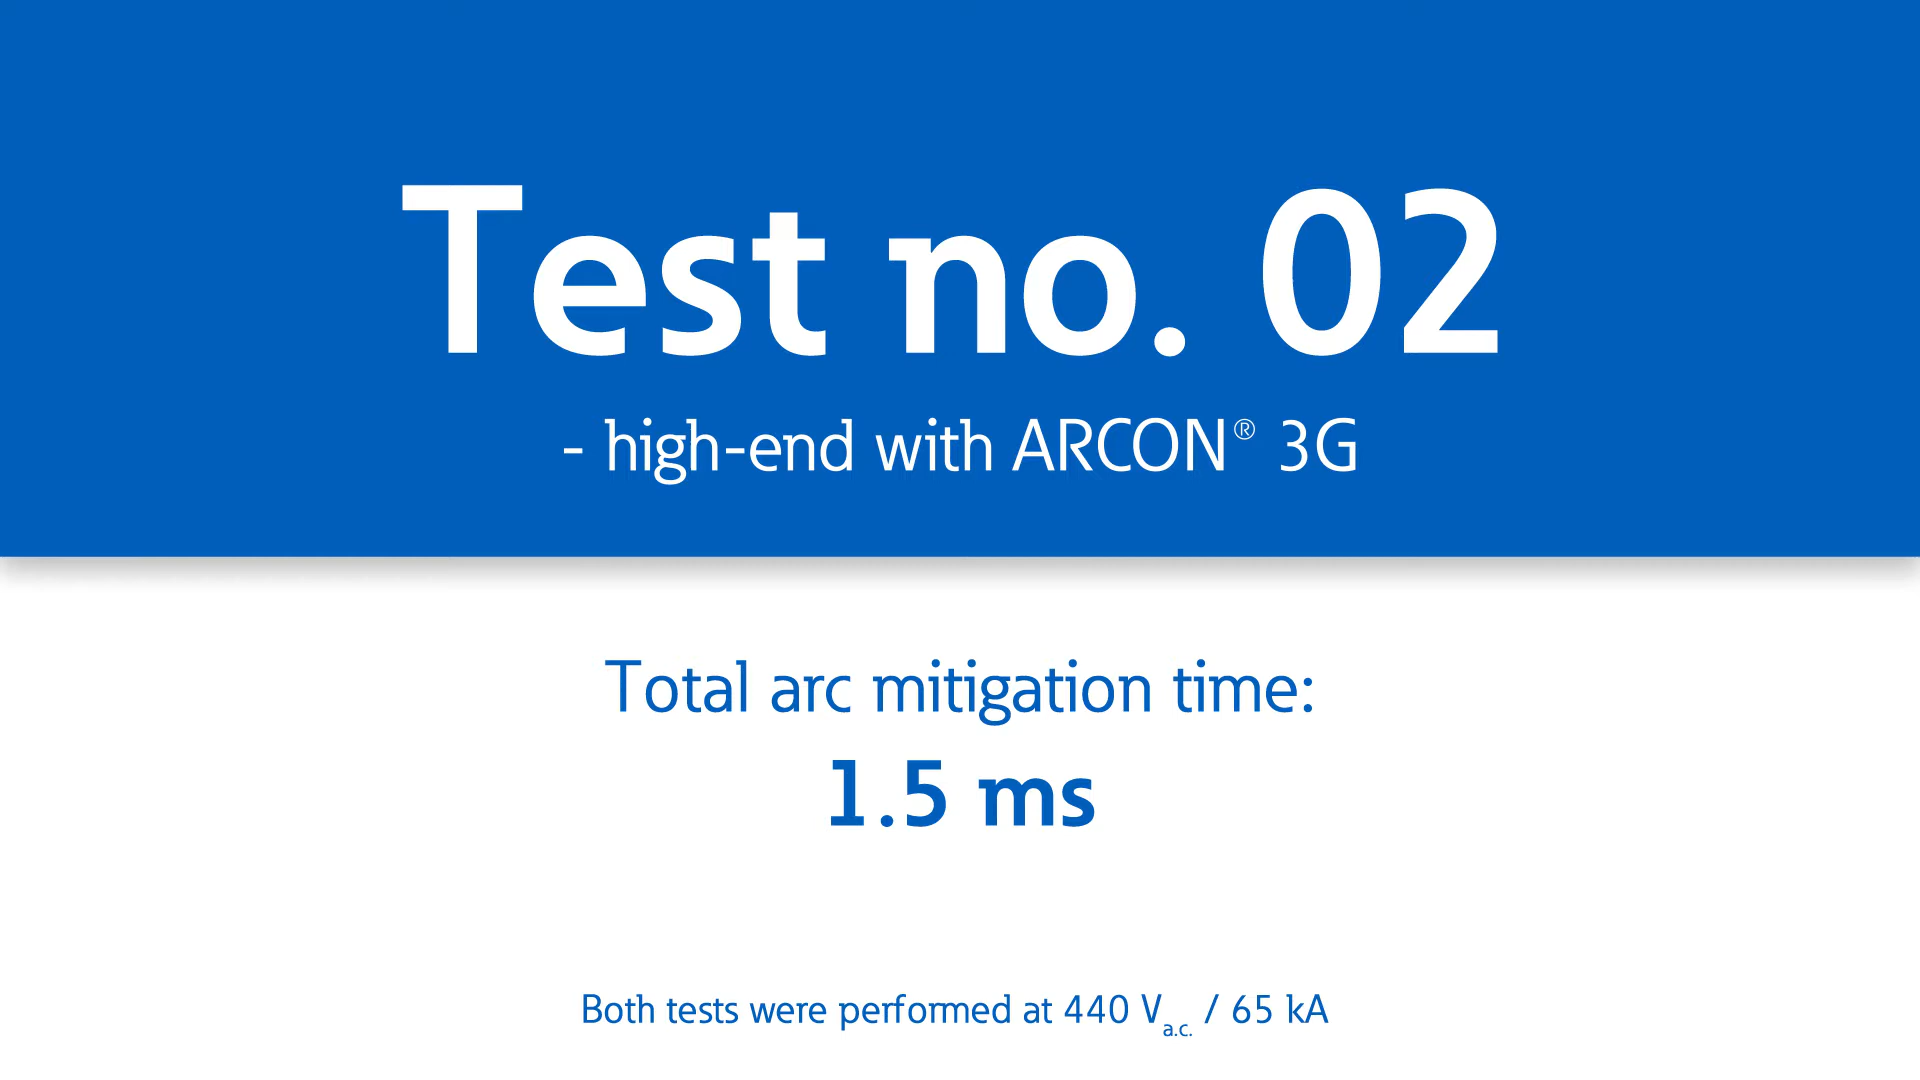 Test no. 02
- high-end with ARCON® 3G
Total arc mitigation time:
1.5 ms
Both tests were performed at 440 Va.c. / 65 kA